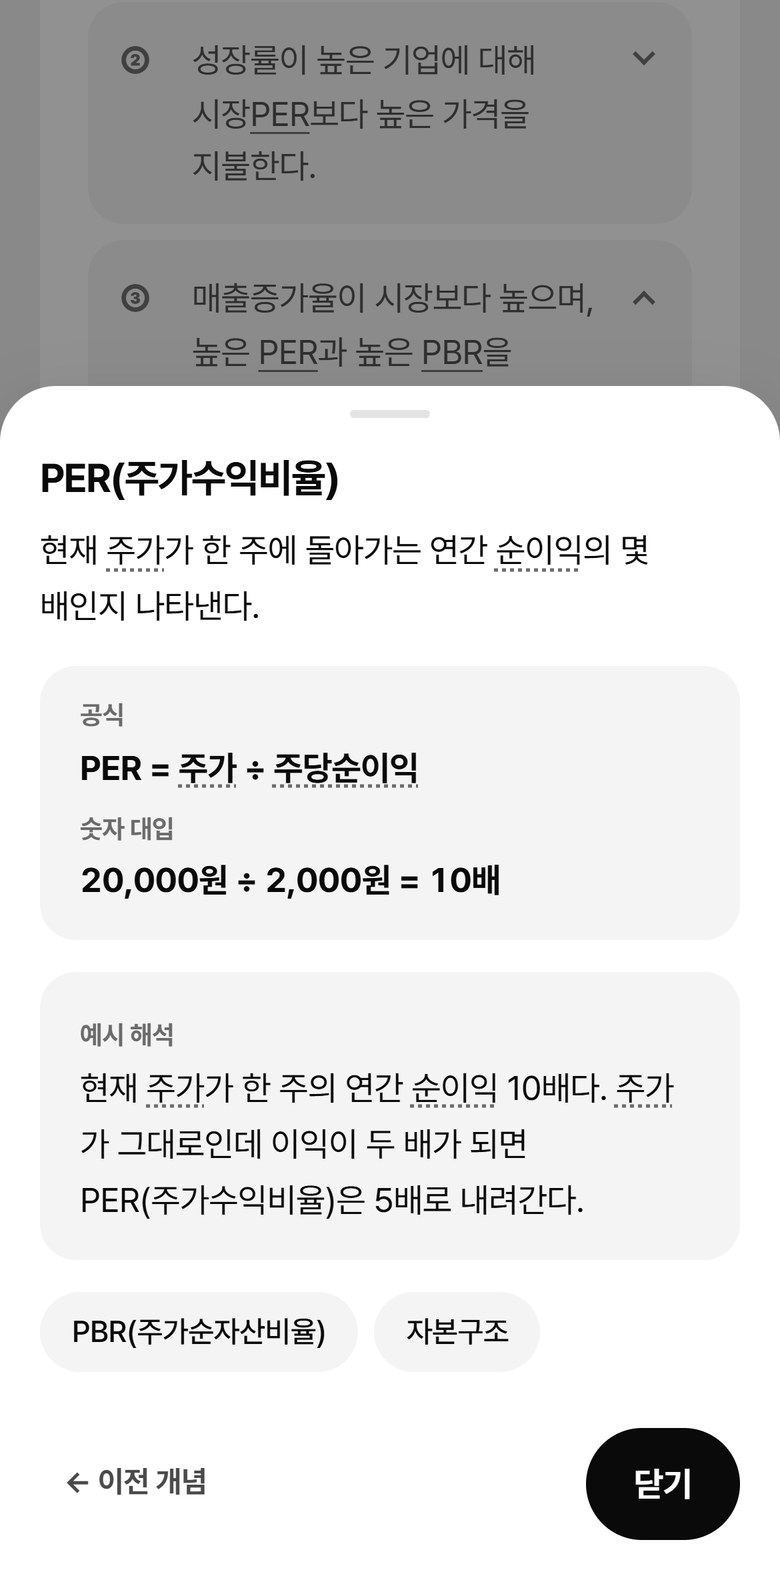 ② 성장률이 높은 기업에 대해
시장PER보다 높은 가격을
지불한다.
③ 매출증가율이 시장보다 높으며,
높은 PER과 높은 PBR을
PER(주가수익비율)
현재 주가가 한 주에 돌아가는 연간 순이익의 몇
배인지 나타낸다.
공식
PER = 주가 ÷ 주당순이익
숫자 대입
20,000원 ÷ 2,000원 = 10배
예시 해석
현재 주가가 한 주의 연간 순이익 10배다. 주가
가 그대로인데 이익이 두 배가 되면
PER(주가수익비율)은 5배로 내려간다.
PBR(주가순자산비율)
자본구조
← 이전 개념
닫기